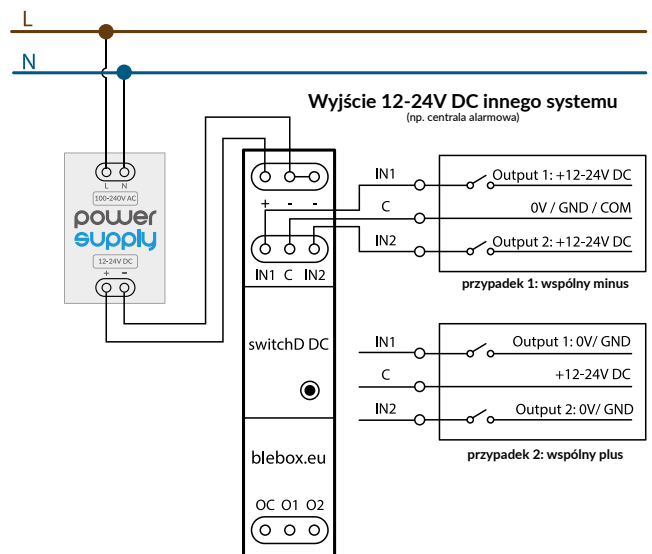 L
N
Wyjście 12-24V DC innego systemu
(np. centrala alarmowa)
L N
100-240V AC
power
supply
12-24V DC
+ -
+ - -
IN1 C IN2
switchD DC
blebox.eu
OC O1 O2
IN1
Output 1: +12-24V DC
C
0V / GND / COM
IN2
Output 2: +12-24V DC
przypadek 1: wspólny minus
IN1
Output 1: 0V/ GND
C
+12-24V DC
IN2
Output 2: 0V/ GND
przypadek 2: wspólny plus